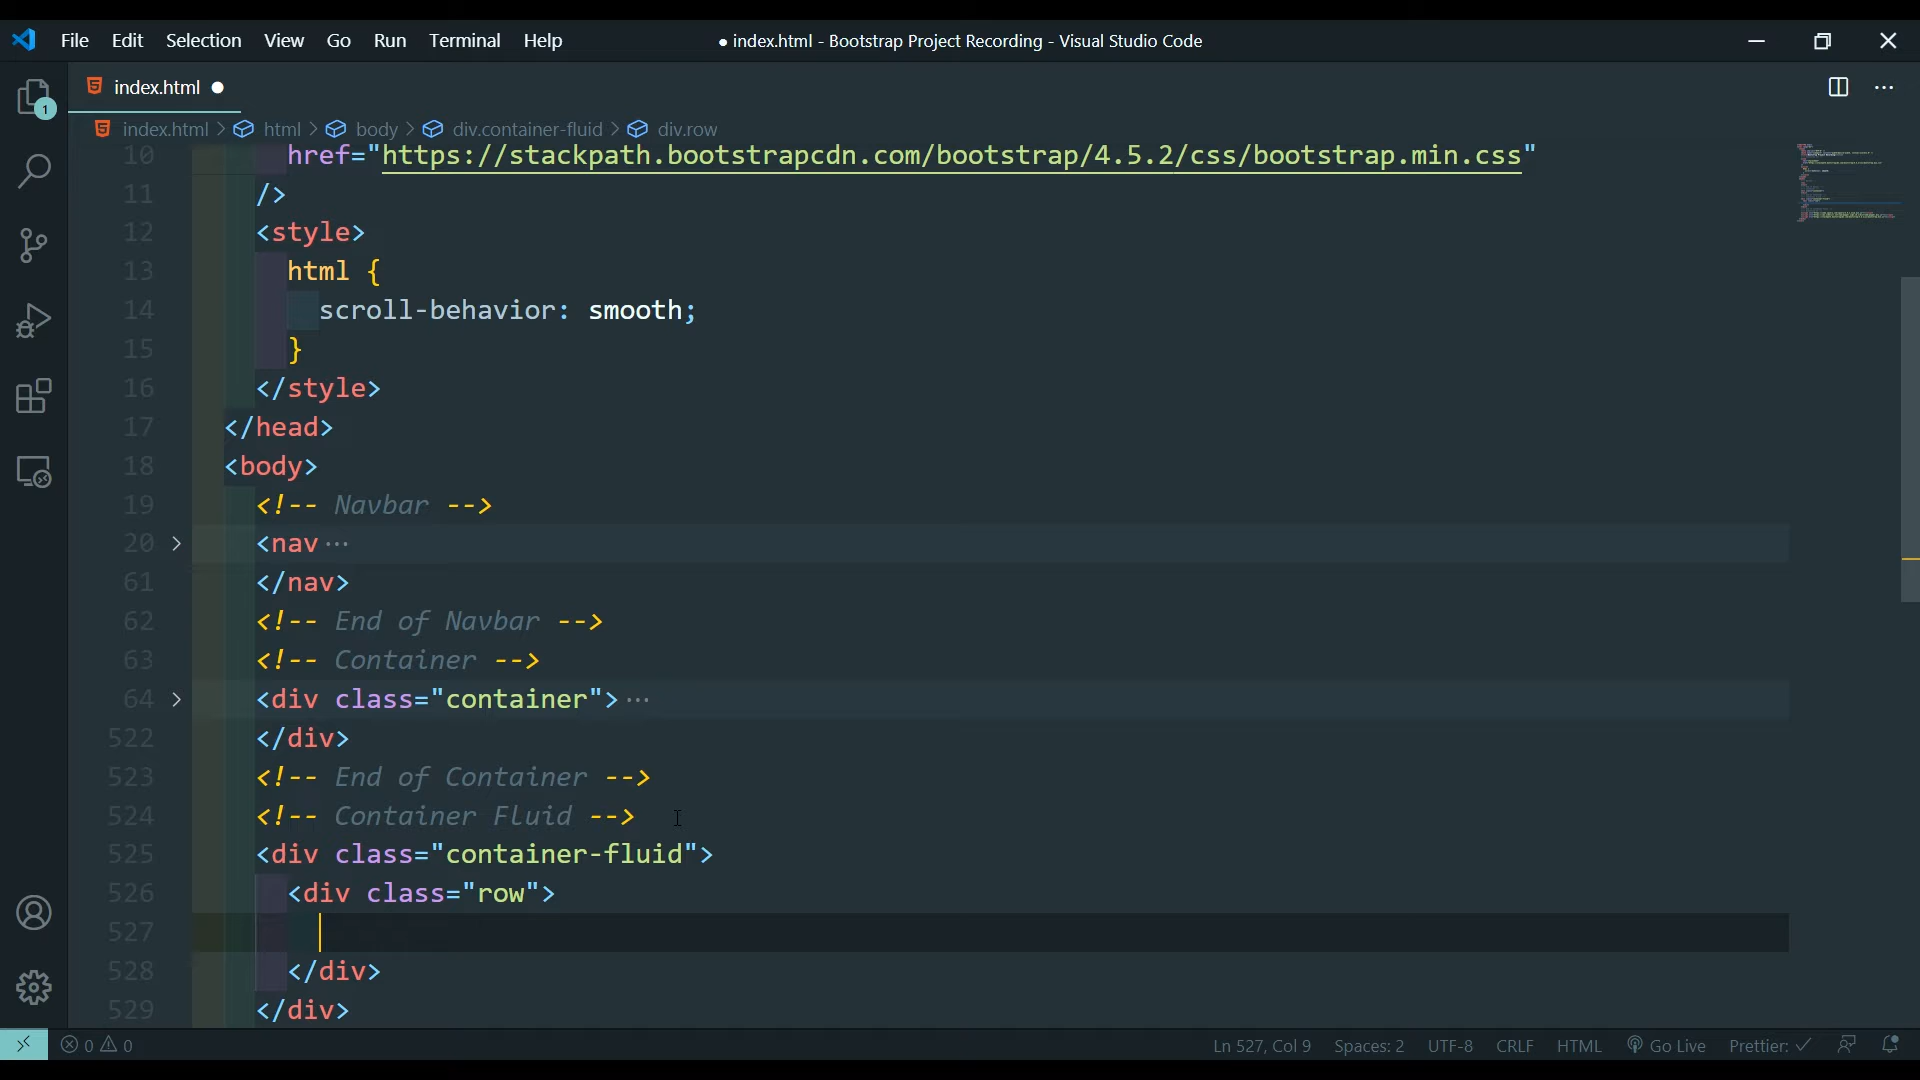 File Edit Selection View Go Run Terminal Help ● index.html - Bootstrap Project Recording - Visual Studio Code
index.html ●
index.html > html > body > div.container-fluid > div.row
10 href="https://stackpath.bootstrapcdn.com/bootstrap/4.5.2/css/bootstrap.min.css"
11 />
12 <style>
13 html {
14 scroll-behavior: smooth;
15 }
16 </style>
17 </head>
18 <body>
19 <!-- Navbar -->
20 <nav ···
61 </nav>
62 <!-- End of Navbar -->
63 <!-- Container -->
64 <div class="container"> ···
522 </div>
523 <!-- End of Container -->
524 <!-- Container Fluid -->
525 <div class="container-fluid">
526 <div class="row">
527
528 </div>
529 </div>
1
0 0 Ln 527, Col 9 Spaces: 2 UTF-8 CRLF HTML Go Live Prettier: ✓